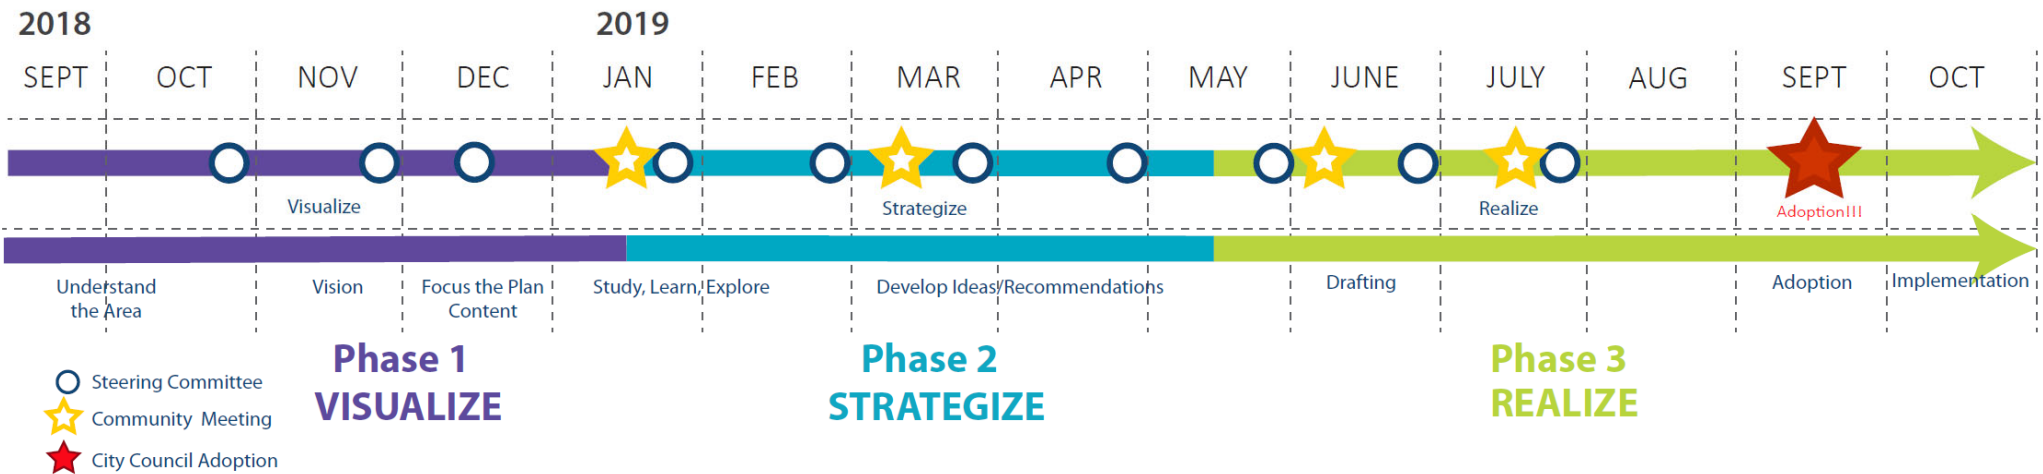 2018 2019
SEPT OCT NOV DEC JAN FEB MAR APR MAY JUNE JULY AUG SEPT OCT
Visualize Strategize Realize Adoption!!!
Understand
the Area
Vision
Focus the Plan
Content
Study, Learn, Explore
Develop Ideas/Recommendations
Drafting
Adoption
Implementation
Phase 1
VISUALIZE
Phase 2
STRATEGIZE
Phase 3
REALIZE
Steering Committee
Community Meeting
City Council Adoption